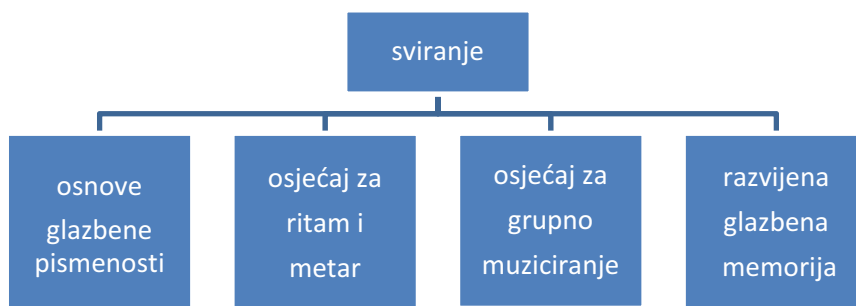 sviranje
osnove
glazbene
pismenosti
osjećaj za
ritam i
metar
osjećaj za
grupno
muziciranje
razvijena
glazbena
memorija